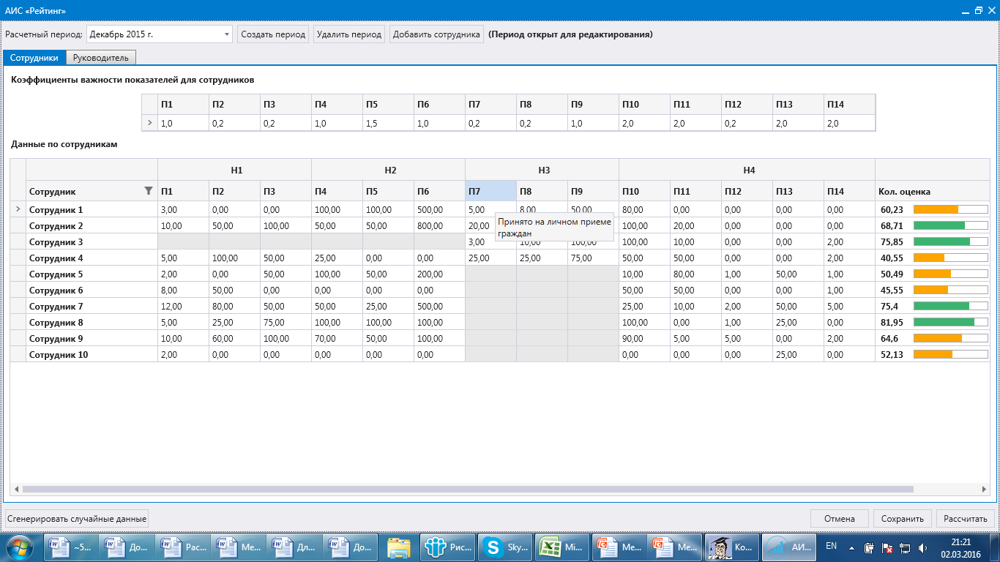 АИС «Рейтинг»
Расчетный период: Декабрь 2015 г. Создать период Удалить период Добавить сотрудника (Период открыт для редактирования)
Сотрудники Руководитель
Коэффициенты важности показателей для сотрудников
П1 П2 П3 П4 П5 П6 П7 П8 П9 П10 П11 П12 П13 П14
1,0 0,2 0,2 1,0 1,5 1,0 0,2 0,2 1,0 2,0 2,0 0,2 2,0 2,0
Данные по сотрудникам
Н1 Н2 Н3 Н4
Сотрудник П1 П2 П3 П4 П5 П6 П7 П8 П9 П10 П11 П12 П13 П14 Кол. оценка
Сотрудник 1 3,00 0,00 0,00 100,00 100,00 500,00 5,00 8,00 50,00 80,00 0,00 0,00 0,00 0,00 60,23
Сотрудник 2 10,00 50,00 100,00 50,00 50,00 800,00 20,00 100,00 20,00 0,00 0,00 0,00 68,71
Принято на личном приеме
граждан
Сотрудник 3 3,00 10,00 100,00 100,00 10,00 0,00 0,00 2,00 75,85
Сотрудник 4 5,00 100,00 50,00 25,00 0,00 0,00 25,00 25,00 75,00 50,00 50,00 0,00 0,00 2,00 40,55
Сотрудник 5 2,00 0,00 50,00 100,00 50,00 200,00 10,00 80,00 1,00 50,00 1,00 50,49
Сотрудник 6 8,00 50,00 0,00 0,00 0,00 0,00 50,00 50,00 0,00 0,00 1,00 45,55
Сотрудник 7 12,00 80,00 50,00 50,00 25,00 500,00 25,00 10,00 2,00 50,00 5,00 75,4
Сотрудник 8 5,00 25,00 75,00 100,00 100,00 100,00 100,00 0,00 1,00 25,00 0,00 81,95
Сотрудник 9 10,00 60,00 100,00 70,00 50,00 100,00 90,00 5,00 5,00 0,00 2,00 64,6
Сотрудник 10 2,00 0,00 0,00 0,00 0,00 0,00 0,00 0,00 0,00 25,00 0,00 52,13
Сгенерировать случайные данные Отмена Сохранить Рассчитать
~5... До... Рас... Ме... Дл... До... Рис... Sky... Mi... Ме... Ме... Ко... АИ... EN 21:21
02.03.2016